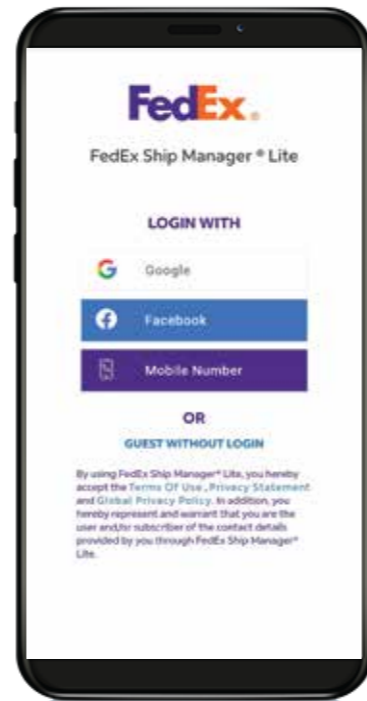 FedEx®
FedEx Ship Manager ® Lite
LOGIN WITH
Google
Facebook
Mobile Number
OR
GUEST WITHOUT LOGIN
By using FedEx Ship Manager® Lite, you hereby
accept the Terms Of Use , Privacy Statement
and Global Privacy Policy. In addition, you
hereby represent and warrant that you are the
user and/or subscriber of the contact details
provided by you through FedEx Ship Manager®
Lite.